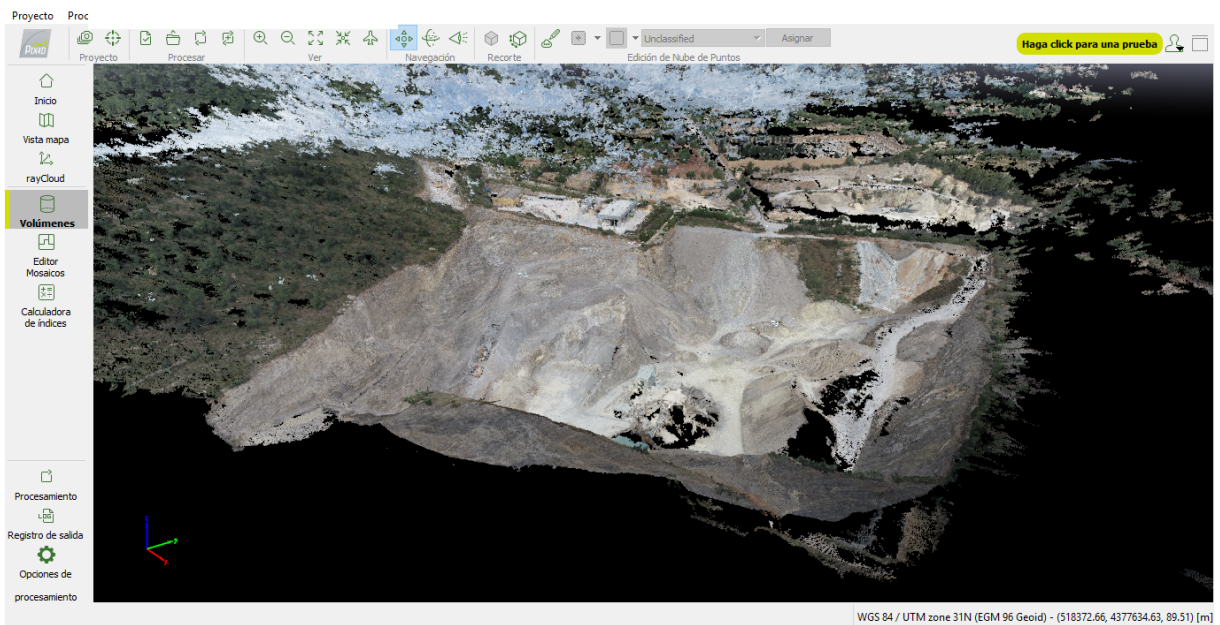 Proyecto Proc
PIX4D
Proyecto
Procesar
Ver
Navegación
Recorte
Unclassified
Asignar
Edición de Nube de Puntos
Haga click para una prueba
Inicio
Vista mapa
rayCloud
Volúmenes
Editor
Mosaicos
Calculadora
de índices
Procesamiento
Registro de salida
Opciones de
procesamiento
WGS 84 / UTM zone 31N (EGM 96 Geoid) - (518372.66, 4377634.63, 89.51) [m]